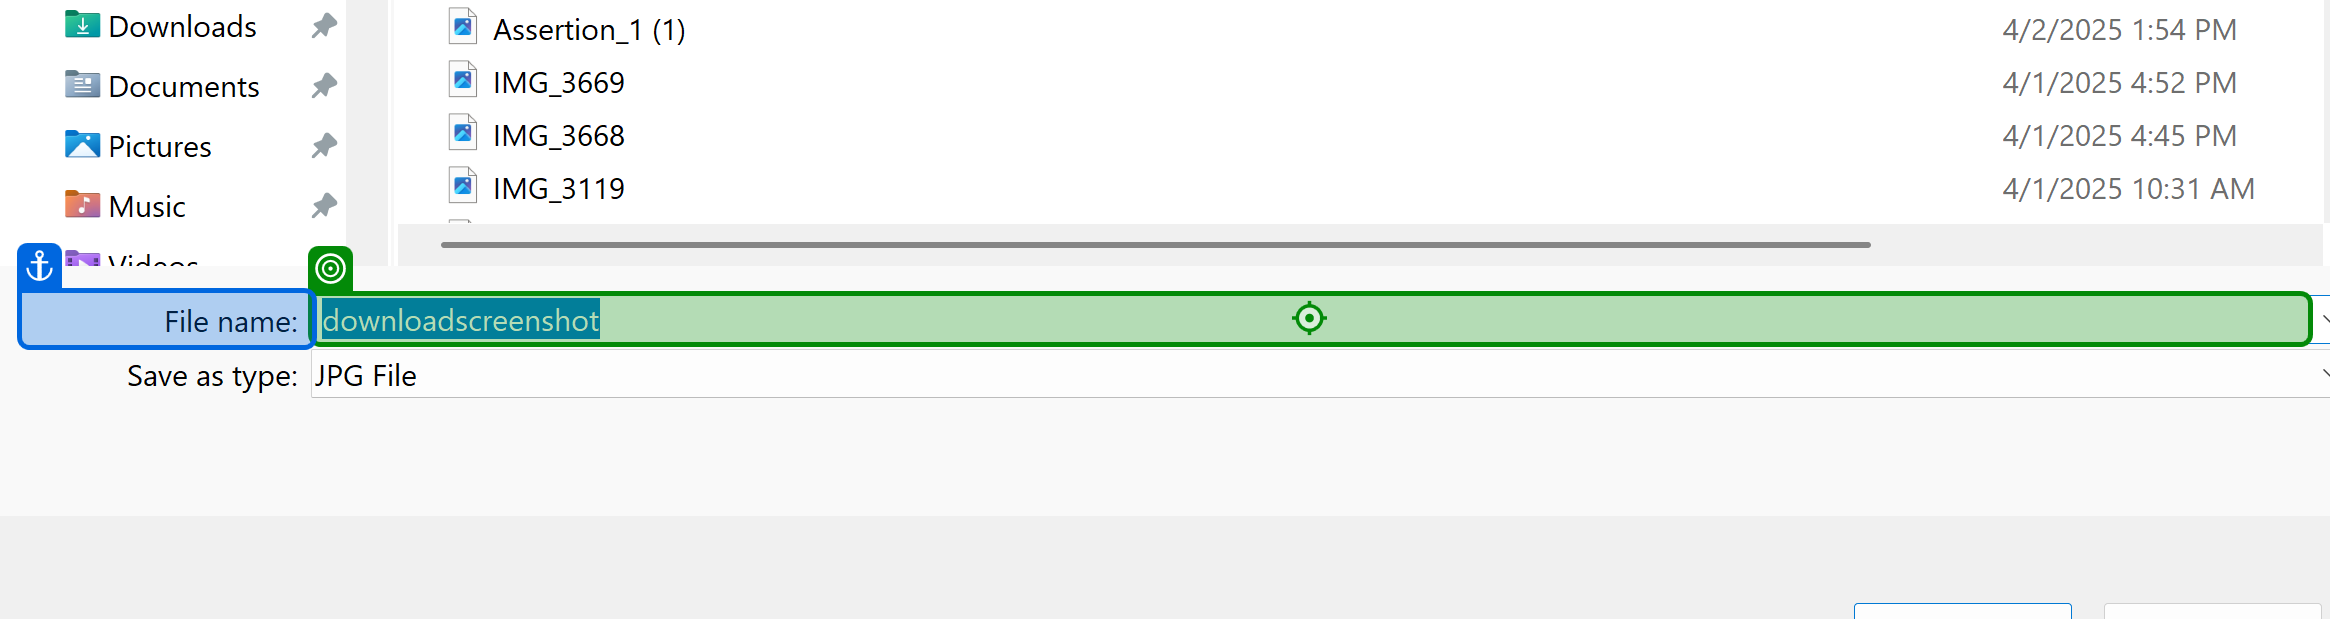 Downloads
Documents
Pictures
Music
Videos
Assertion_1 (1) 4/2/2025 1:54 PM
IMG_3669 4/1/2025 4:52 PM
IMG_3668 4/1/2025 4:45 PM
IMG_3119 4/1/2025 10:31 AM
File name: downloadscreenshot
Save as type: JPG File